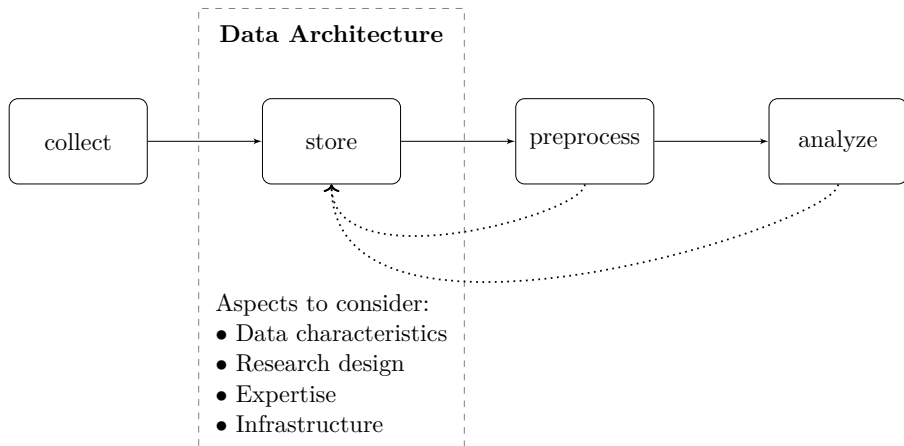 Data Architecture
collect
store
preprocess
analyze
Aspects to consider:
• Data characteristics
• Research design
• Expertise
• Infrastructure